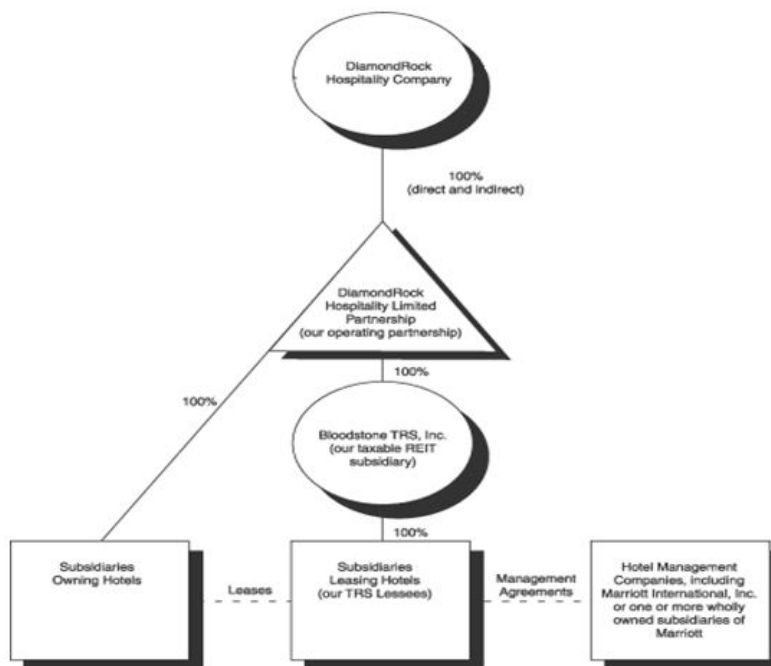 DiamondRock
Hospitality Company
100%
(direct and indirect)
DiamondRock
Hospitality Limited
Partnership
(our operating partnership)
100%
100%
Bloodstone TRS, Inc.
(our taxable REIT
subsidiary)
100%
Subsidiaries
Owning Hotels
Leases
Subsidiaries
Leasing Hotels
(our TRS Lessees)
Management
Agreements
Hotel Management
Companies, including
Marriott International, Inc.
or one or more wholly
owned subsidiaries of
Marriott